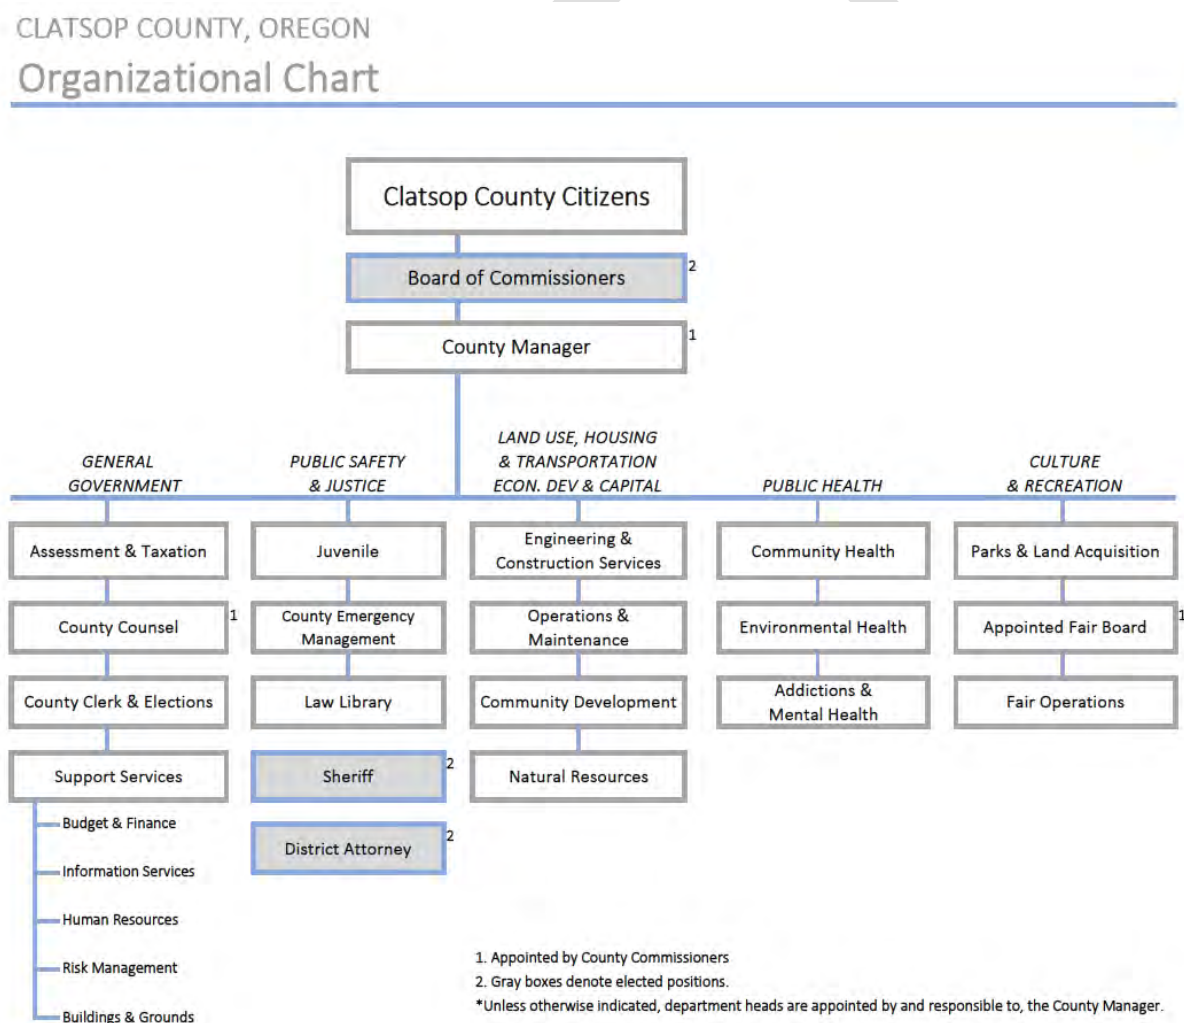 CLATSOP COUNTY, OREGON
Organizational Chart
Clatsop County Citizens
Board of Commissioners 2
County Manager 1
GENERAL
GOVERNMENT
Assessment & Taxation
County Counsel 1
County Clerk & Elections
Support Services
Budget & Finance
Information Services
Human Resources
Risk Management
Buildings & Grounds
PUBLIC SAFETY
& JUSTICE
Juvenile
County Emergency
Management
Law Library
Sheriff 2
District Attorney 2
LAND USE, HOUSING
& TRANSPORTATION
ECON. DEV & CAPITAL
Engineering &
Construction Services
Operations &
Maintenance
Community Development
Natural Resources
PUBLIC HEALTH
Community Health
Environmental Health
Addictions &
Mental Health
CULTURE
& RECREATION
Parks & Land Acquisition
Appointed Fair Board 1
Fair Operations
1. Appointed by County Commissioners
2. Gray boxes denote elected positions.
*Unless otherwise indicated, department heads are appointed by and responsible to, the County Manager.